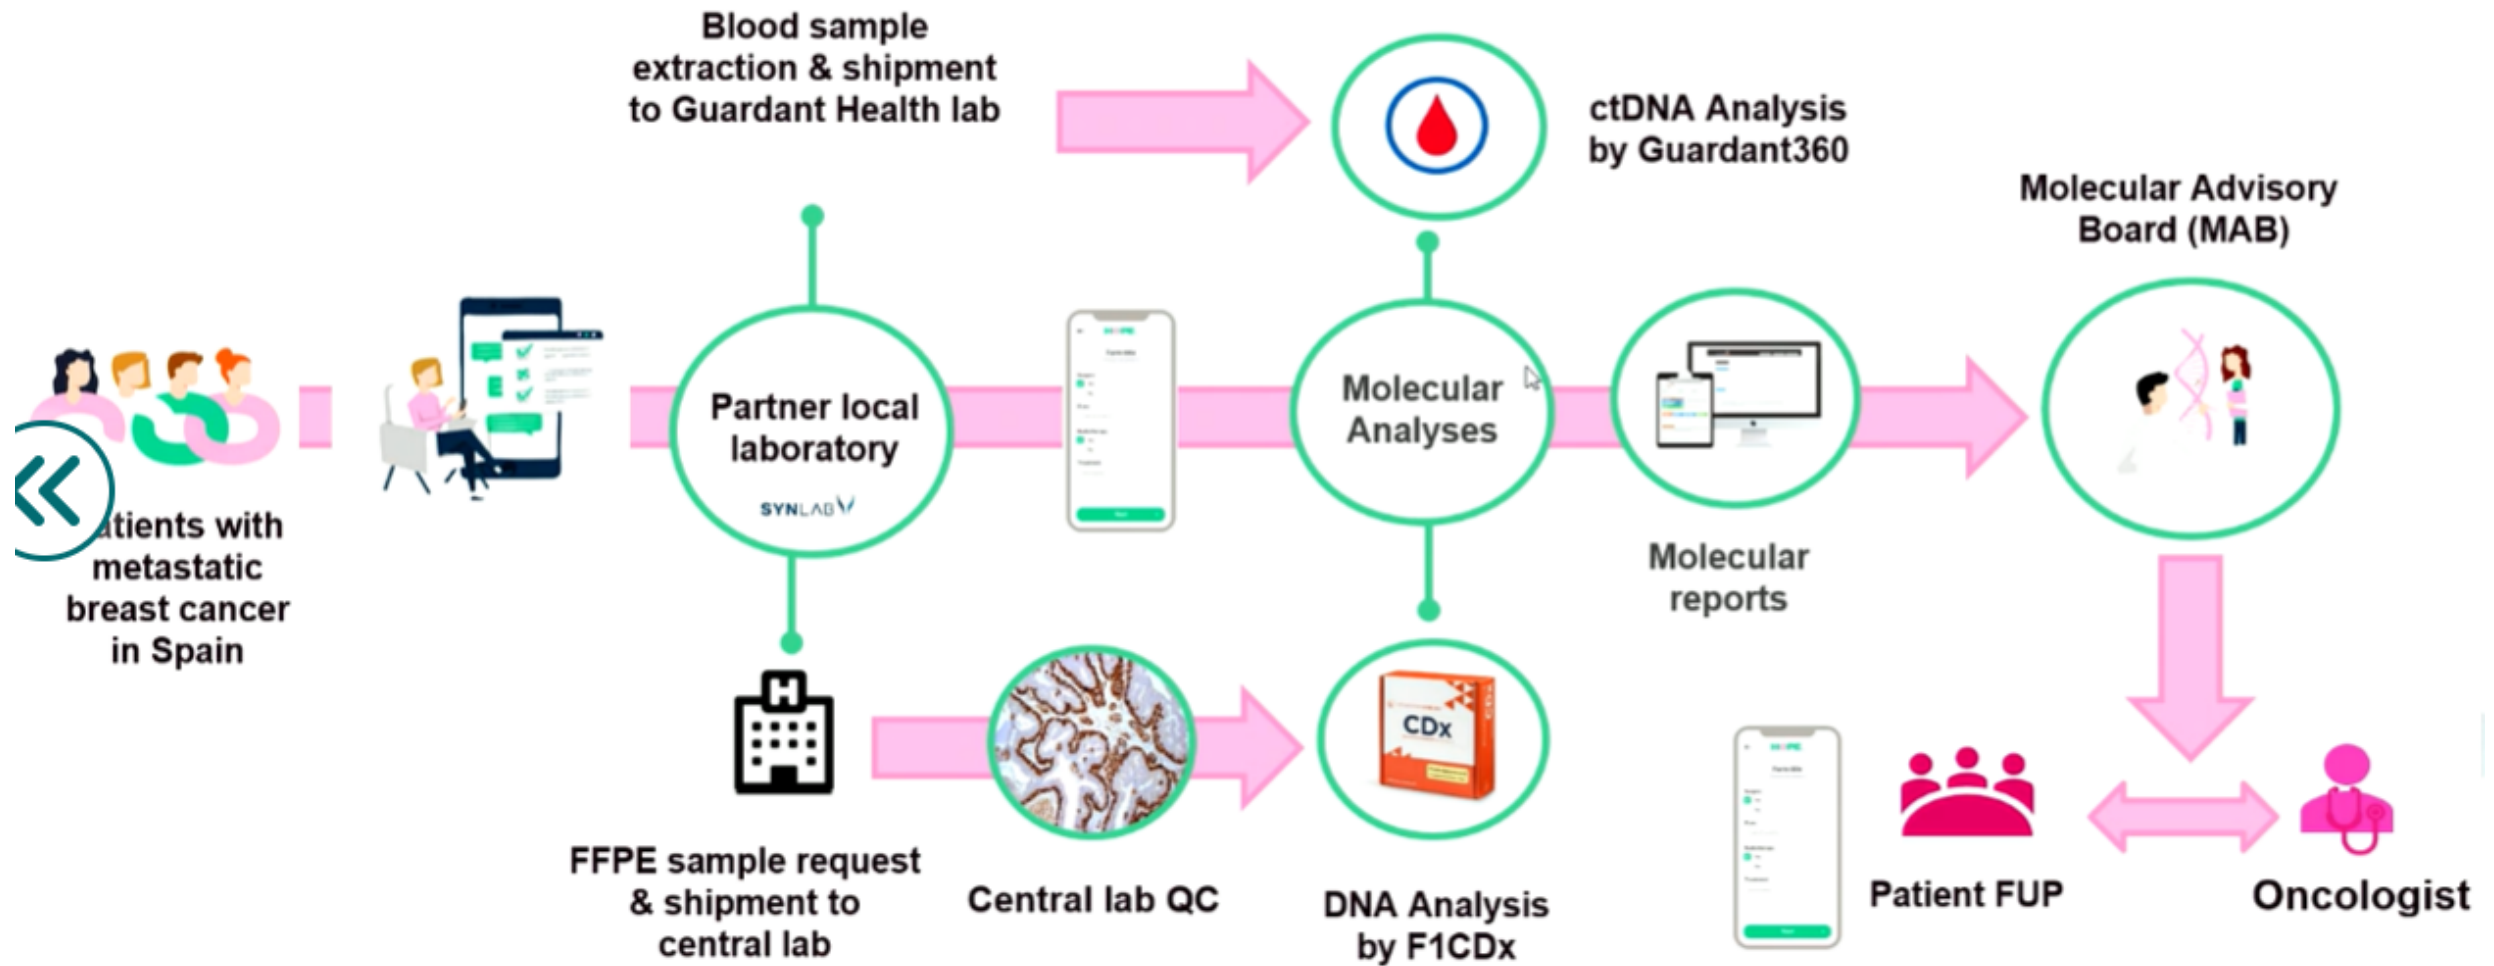 Blood sample
extraction & shipment
to Guardant Health lab
ctDNA Analysis
by Guardant360
Molecular Advisory
Board (MAB)
Partner local
laboratory
SYNLAB
Molecular
Analyses
atients with
metastatic
breast cancer
in Spain
Molecular
reports
CDx
FFPE sample request
& shipment to
central lab
Central lab QC
DNA Analysis
by F1CDx
Patient FUP
Oncologist